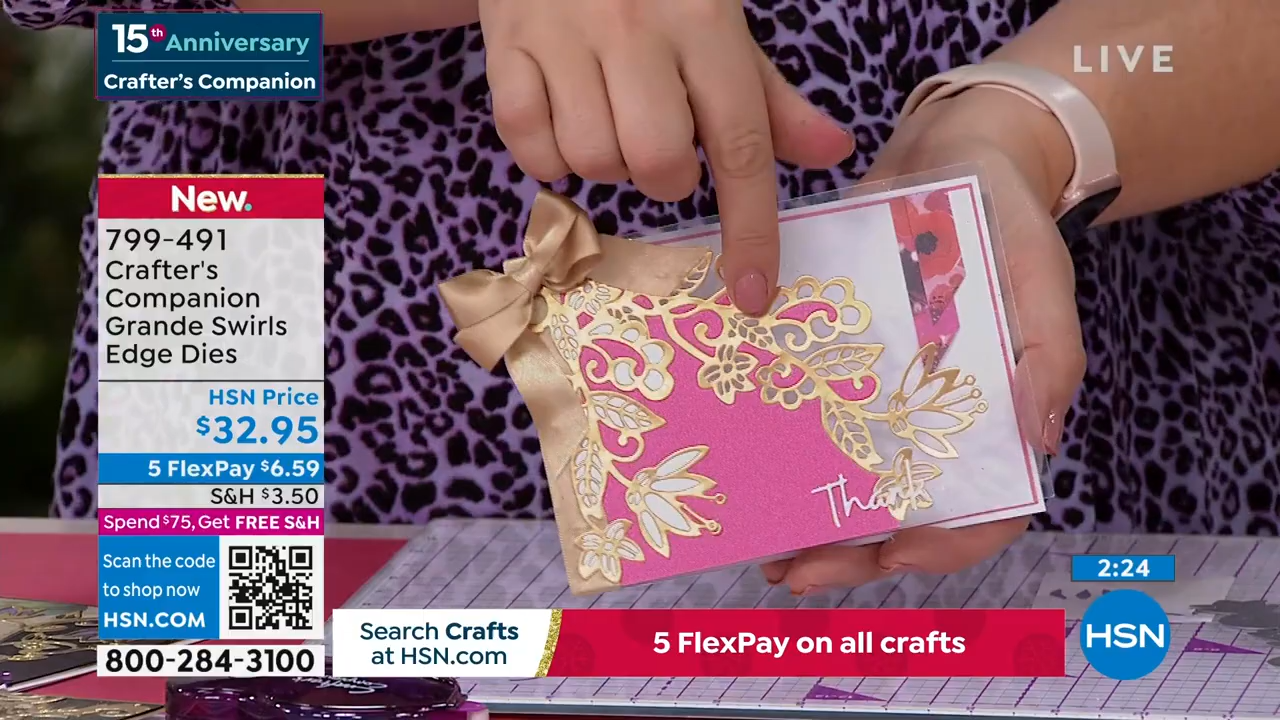 15th Anniversary
Crafter's Companion
LIVE
New.
799-491
Crafter's
Companion
Grande Swirls
Edge Dies
HSN Price
$32.95
5 FlexPay $6.59
S&H $3.50
Spend $75, Get FREE S&H
Scan the code
to shop now
HSN.COM
800-284-3100
Thank
Search Crafts
at HSN.com
5 FlexPay on all crafts
2:24
HSN